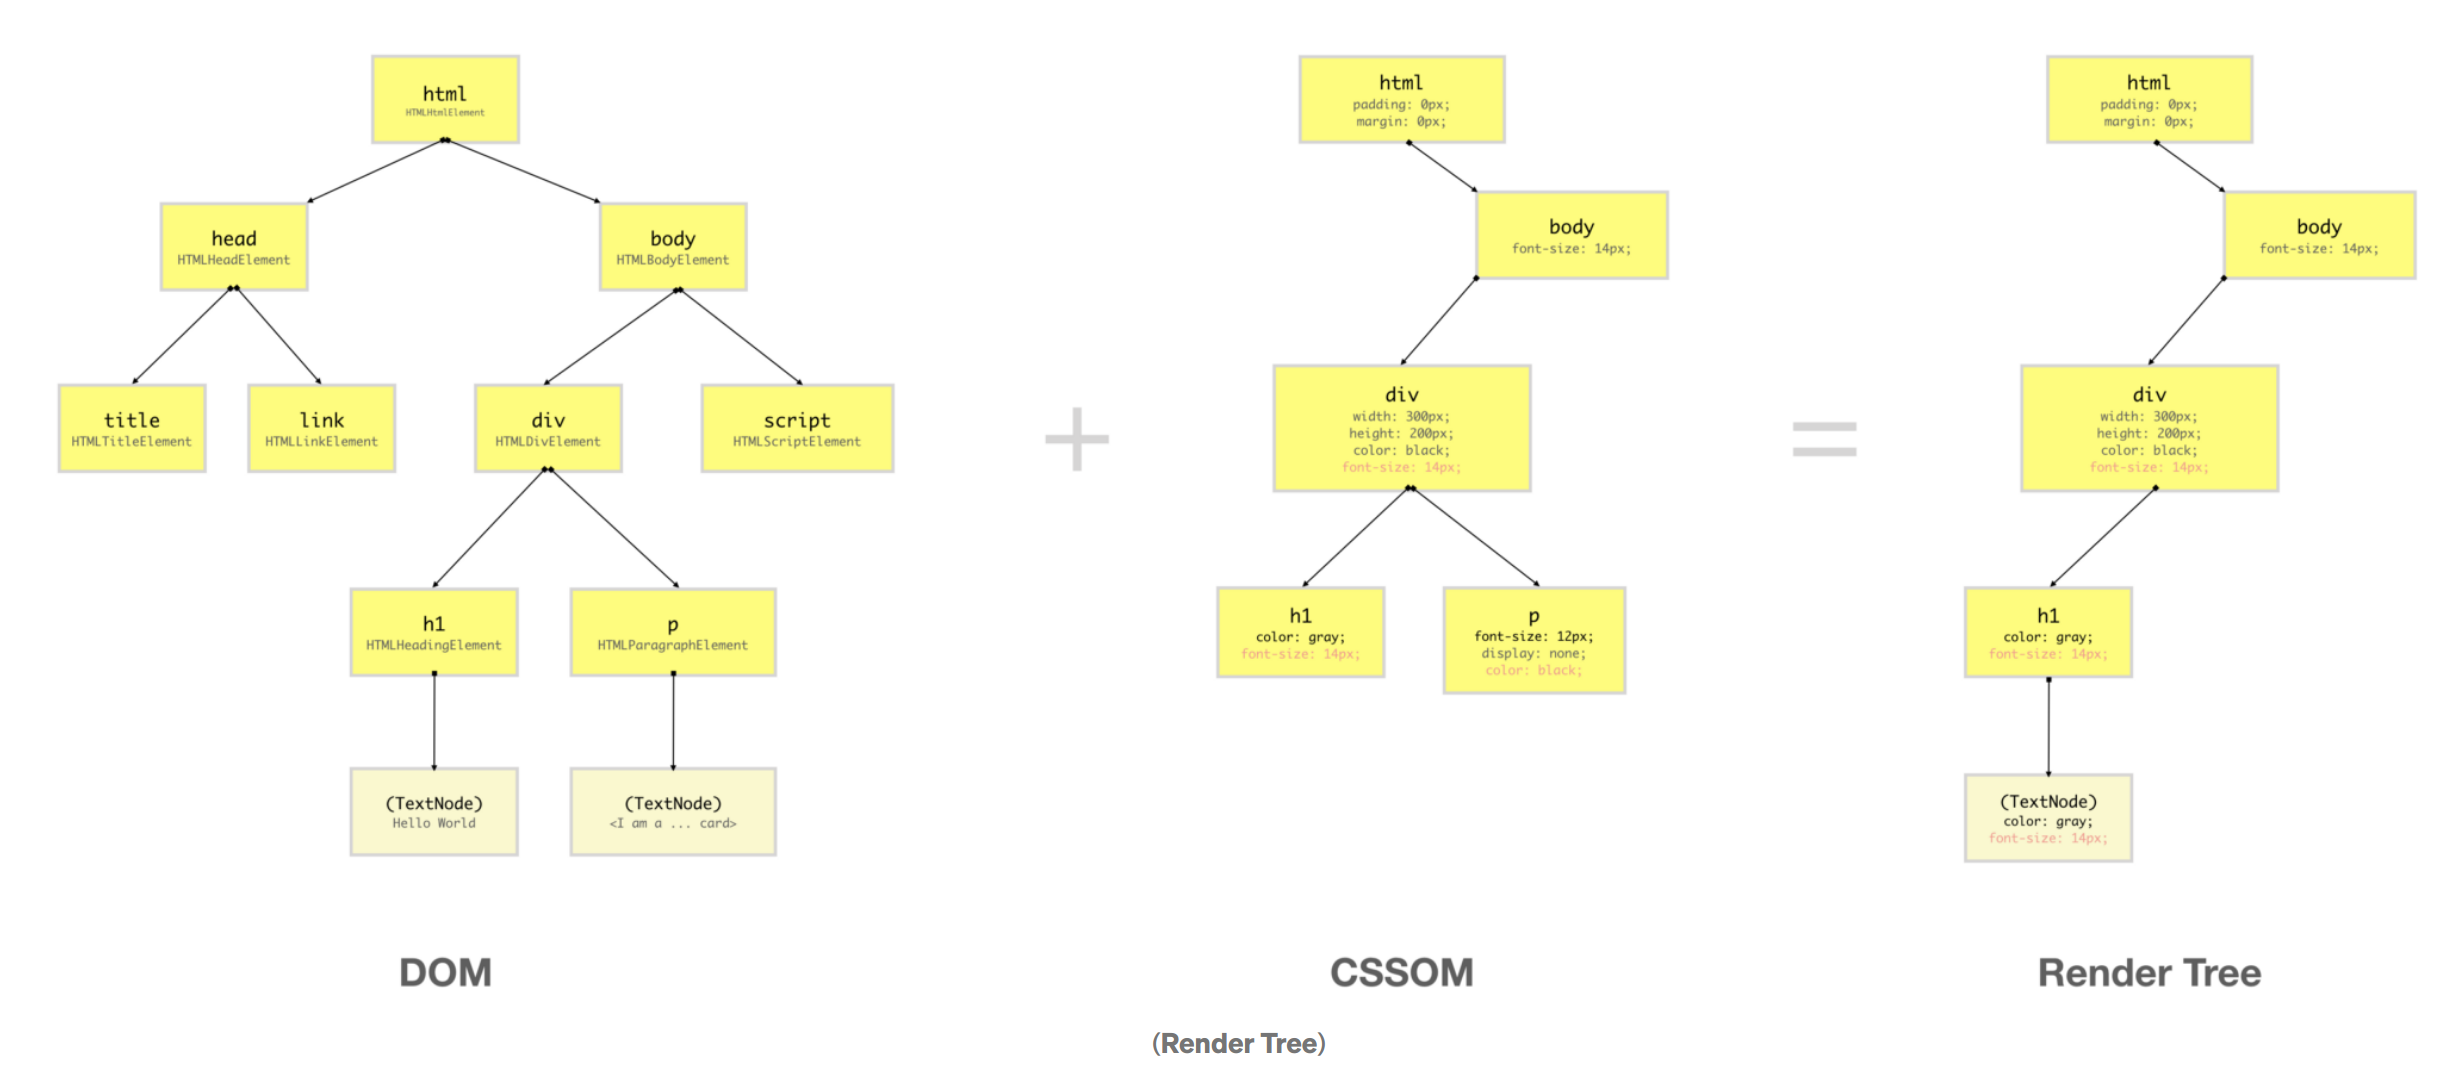 html
HTMLHtmlElement
head
HTMLHeadElement
body
HTMLBodyElement
title
HTMLTitleElement
link
HTMLLinkElement
div
HTMLDivElement
script
HTMLScriptElement
h1
HTMLHeadingElement
p
HTMLParagraphElement
(TextNode)
Hello World
(TextNode)
<I am a ... card>
DOM
+
html
padding: 0px;
margin: 0px;
body
font-size: 14px;
div
width: 300px;
height: 200px;
color: black;
font-size: 14px;
h1
color: gray;
font-size: 14px;
p
font-size: 12px;
display: none;
color: black;
CSSOM
=
html
padding: 0px;
margin: 0px;
body
font-size: 14px;
div
width: 300px;
height: 200px;
color: black;
font-size: 14px;
h1
color: gray;
font-size: 14px;
(TextNode)
color: gray;
font-size: 14px;
Render Tree
(Render Tree)